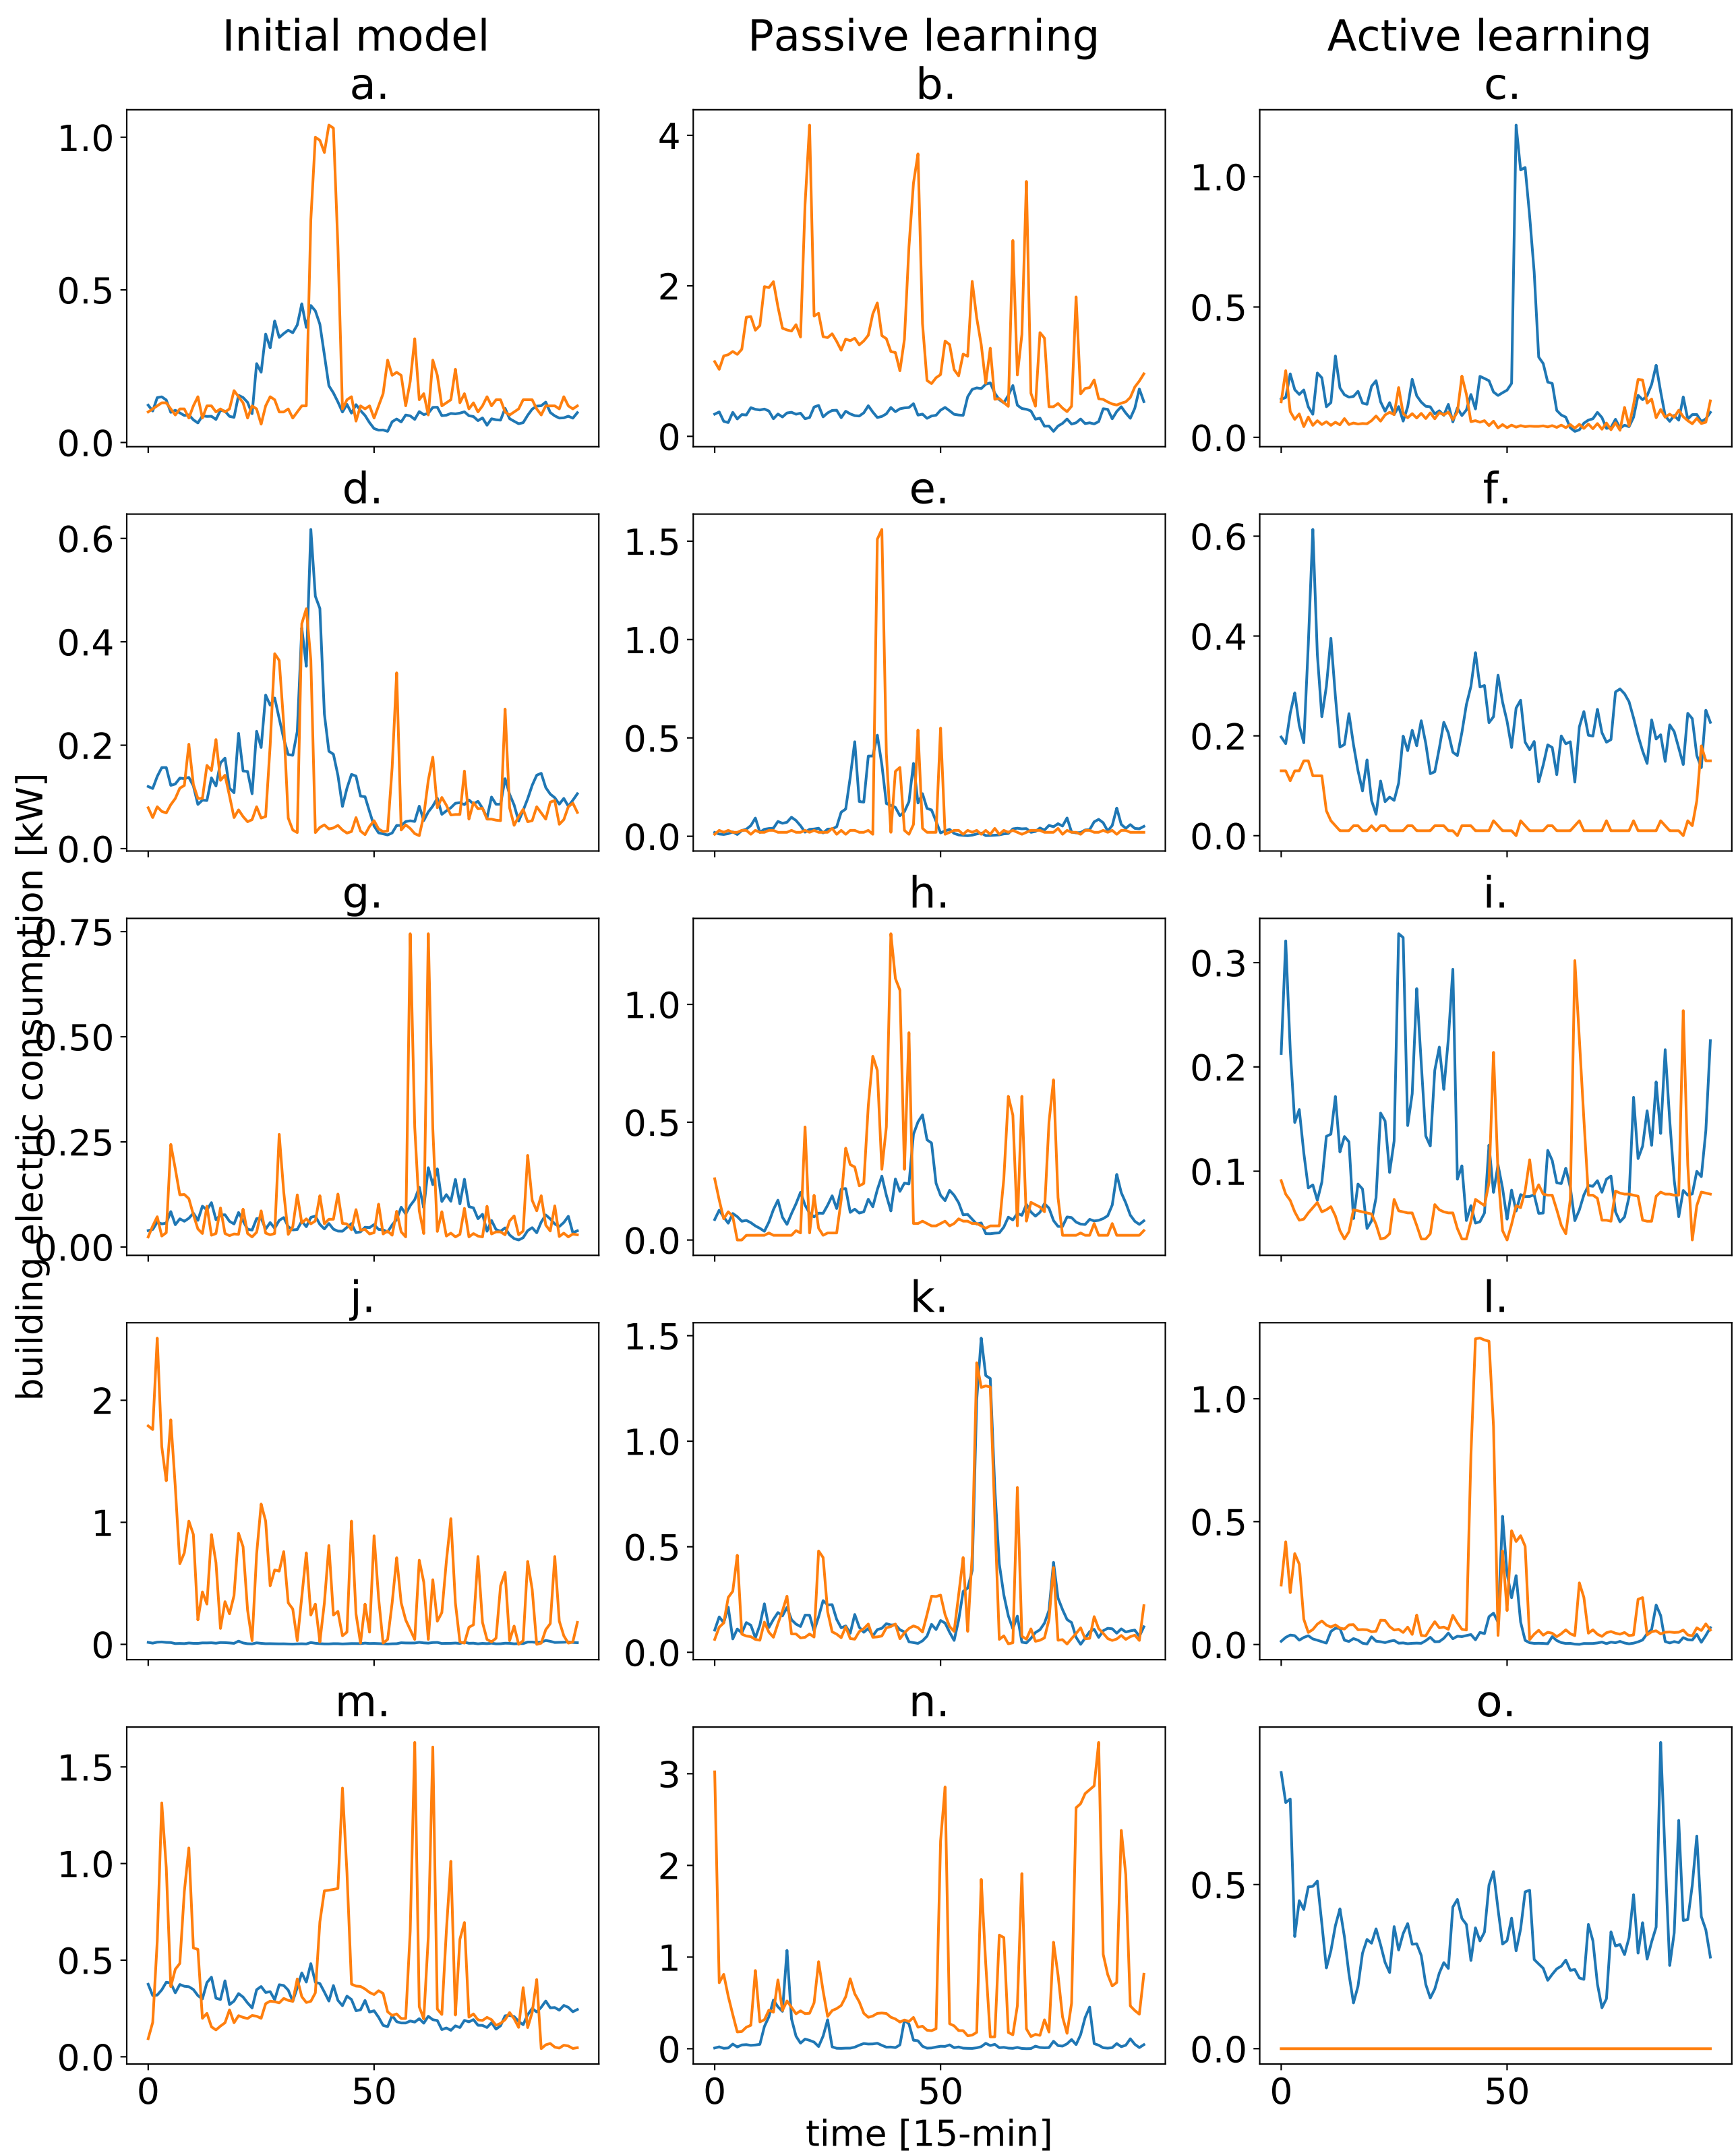 Initial model Passive learning Active learning
a. b. c.
1.0 4 1.0
0.5 2 0.5
0.0 0 0.0
d. e. f.
0.6 1.5 0.6
0.4 1.0 0.4
0.2 0.5 0.2
0.0 0.0 0.0
g. h. i.
0.75 1.0 0.3
0.50 0.5 0.2
0.25 0.0 0.1
0.00
j. k. l.
2 1.5 1.0
1 1.0 0.5
0 0.5 0.0
0.0
m. n. o.
1.5 3 0.5
1.0 2 0.0
0.5 1
0.0 0
0 50 0 50 0 50
time [15-min]
building electric consumption [kW]